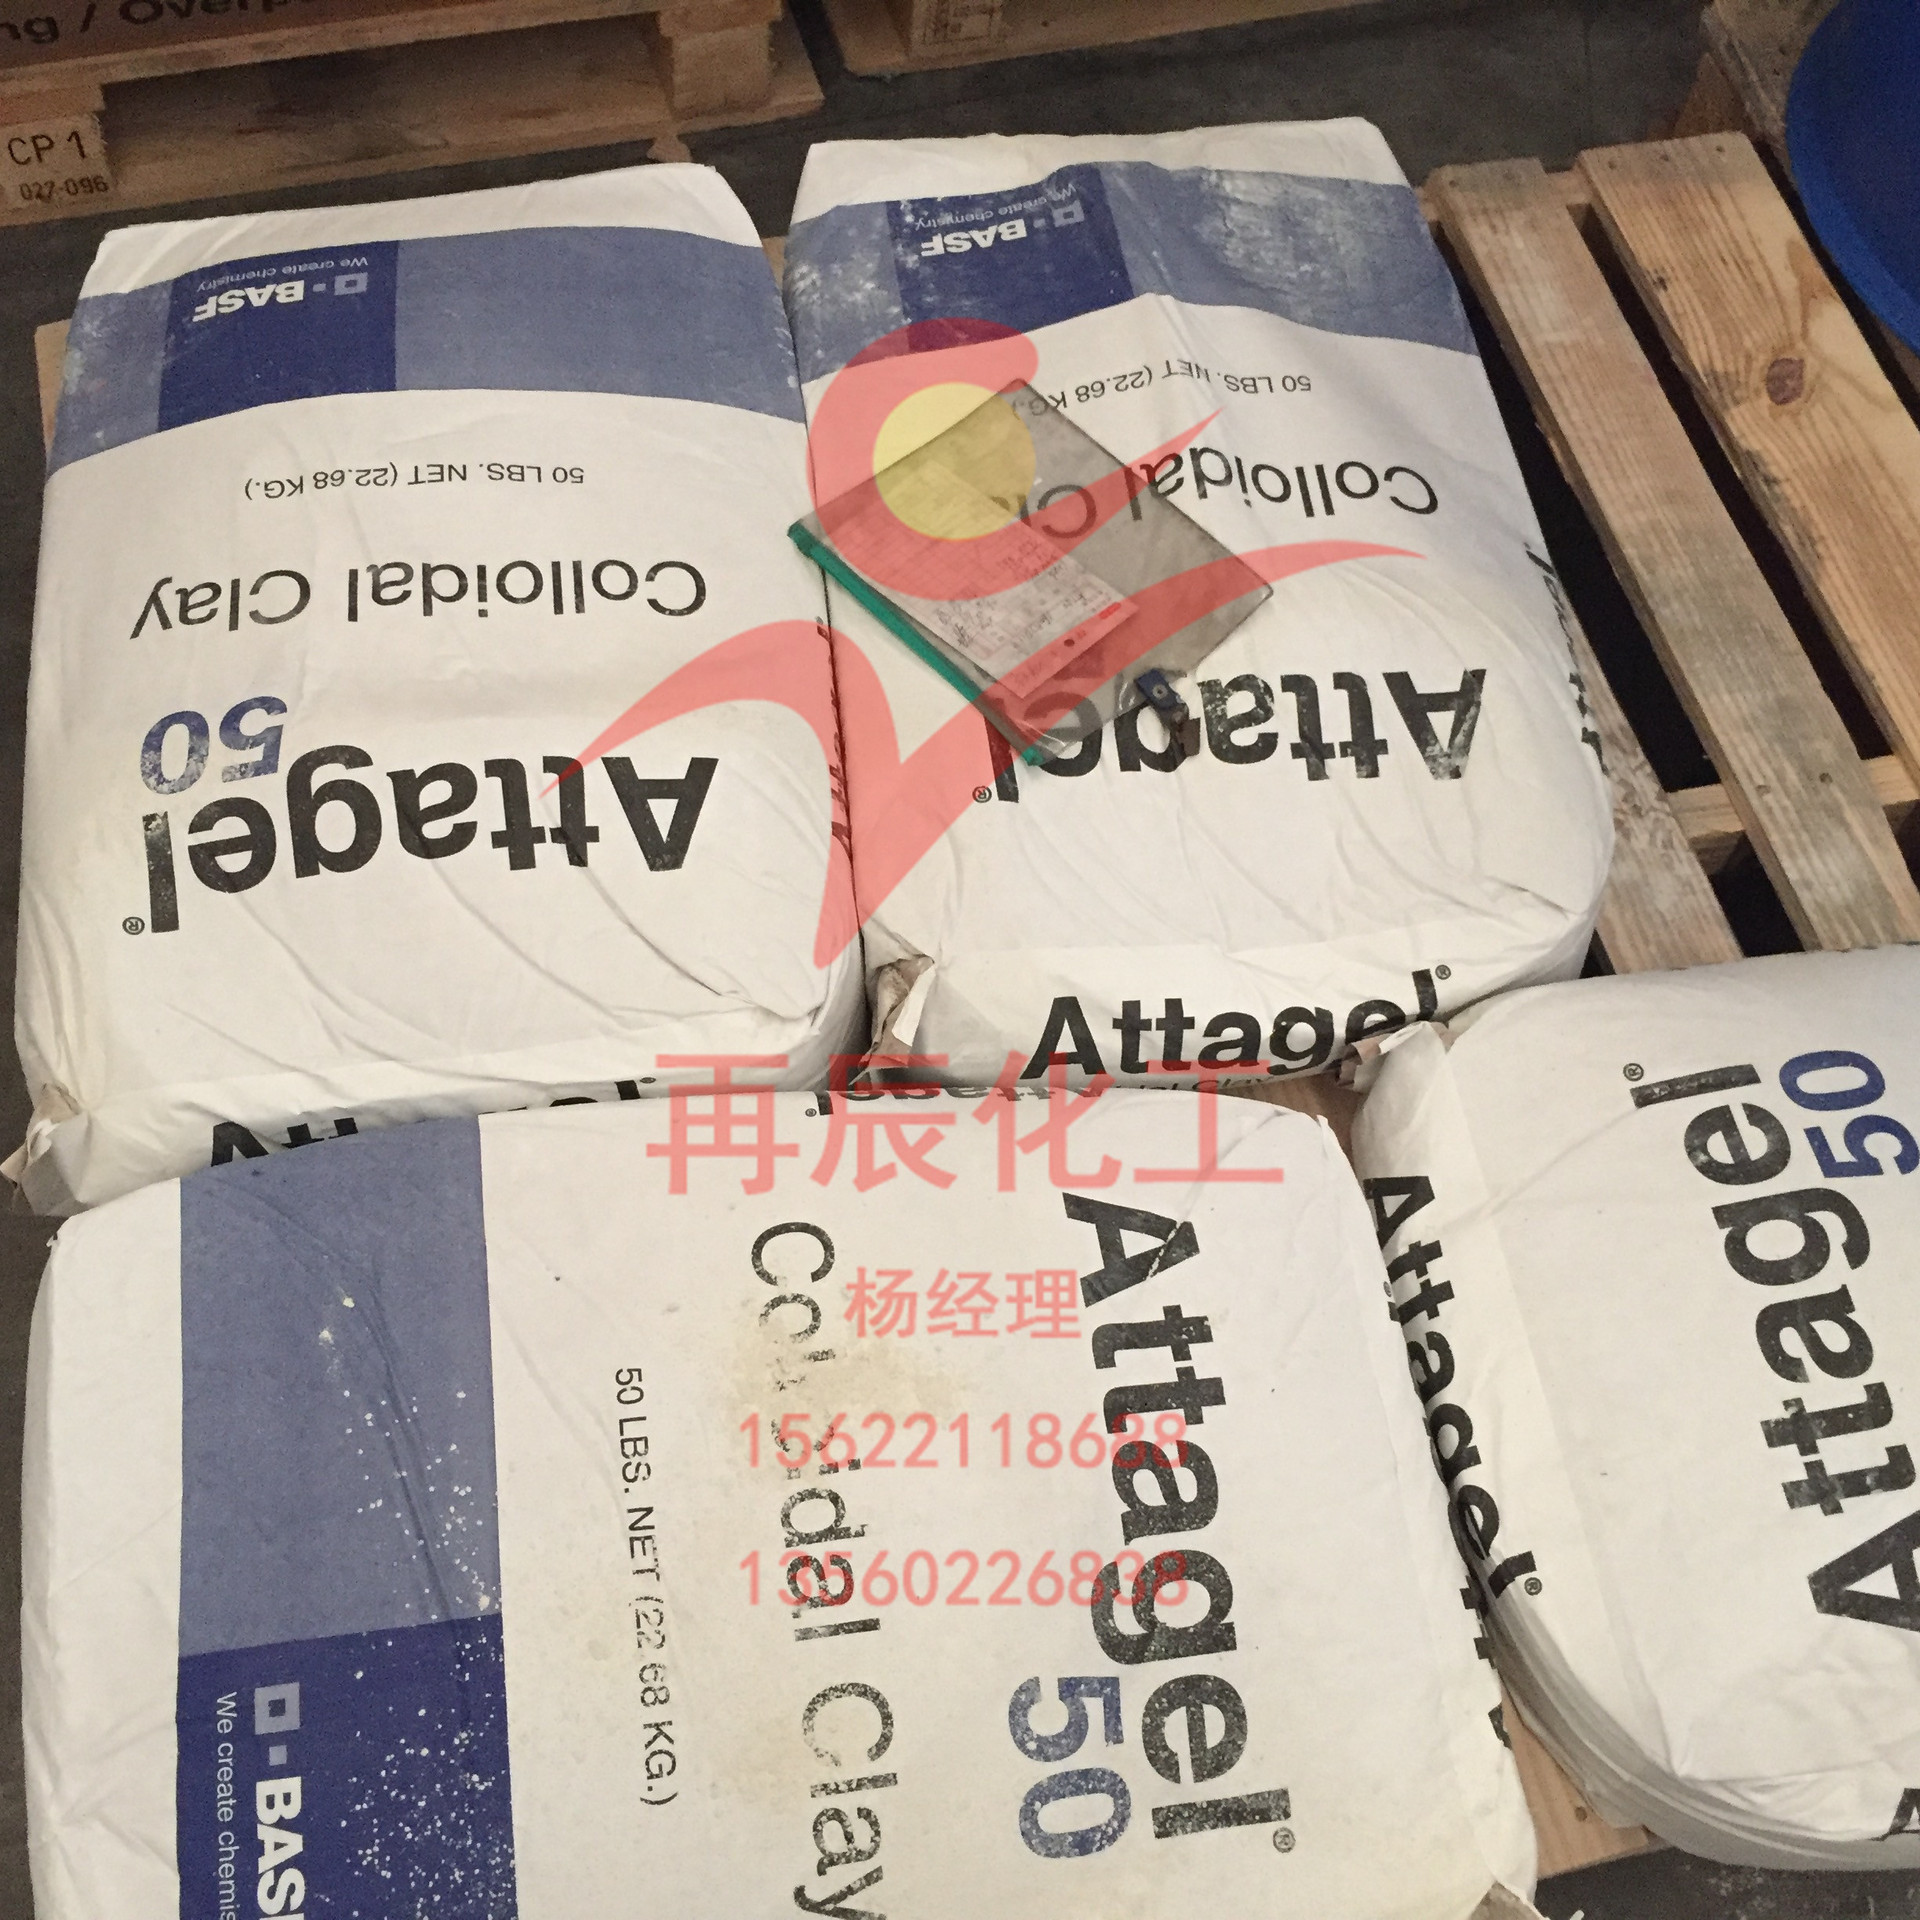 ng / Overp
CP 1
027-096
BASF
We create chemistry
50 LBS. NET (22.68 KG.)
Colloidal Clay
Attagel®
50
BASF
We create chemistry
50 LBS. NET (22.68 KG.)
Colloidal Cla
Attagel®
Attagel®
再辰化工
杨经理
15622118688
13560226838
Attagel®
50
Colloidal Clay
50 LBS. NET (22.68 KG.)
BASF
We create chemis
Attagel®
Attagel®
50